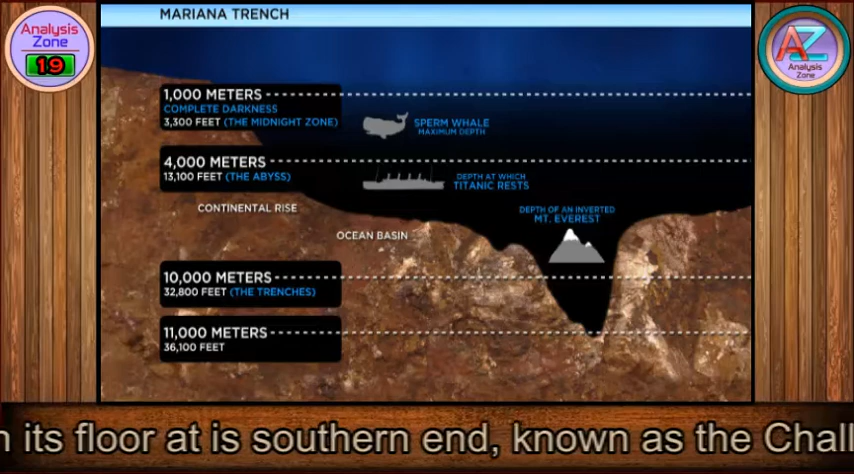 MARIANA TRENCH
Analysis
Zone
19
AZ
Analysis
Zone
1,000 METERS
COMPLETE DARKNESS
3,300 FEET (THE MIDNIGHT ZONE)
SPERM WHALE
MAXIMUM DEPTH
4,000 METERS
13,100 FEET (THE ABYSS)
DEPTH AT WHICH
TITANIC RESTS
CONTINENTAL RISE
DEPTH OF AN INVERTED
MT. EVEREST
OCEAN BASIN
10,000 METERS
32,800 FEET (THE TRENCHES)
11,000 METERS
36,100 FEET
its floor at is southern end, known as the Chall